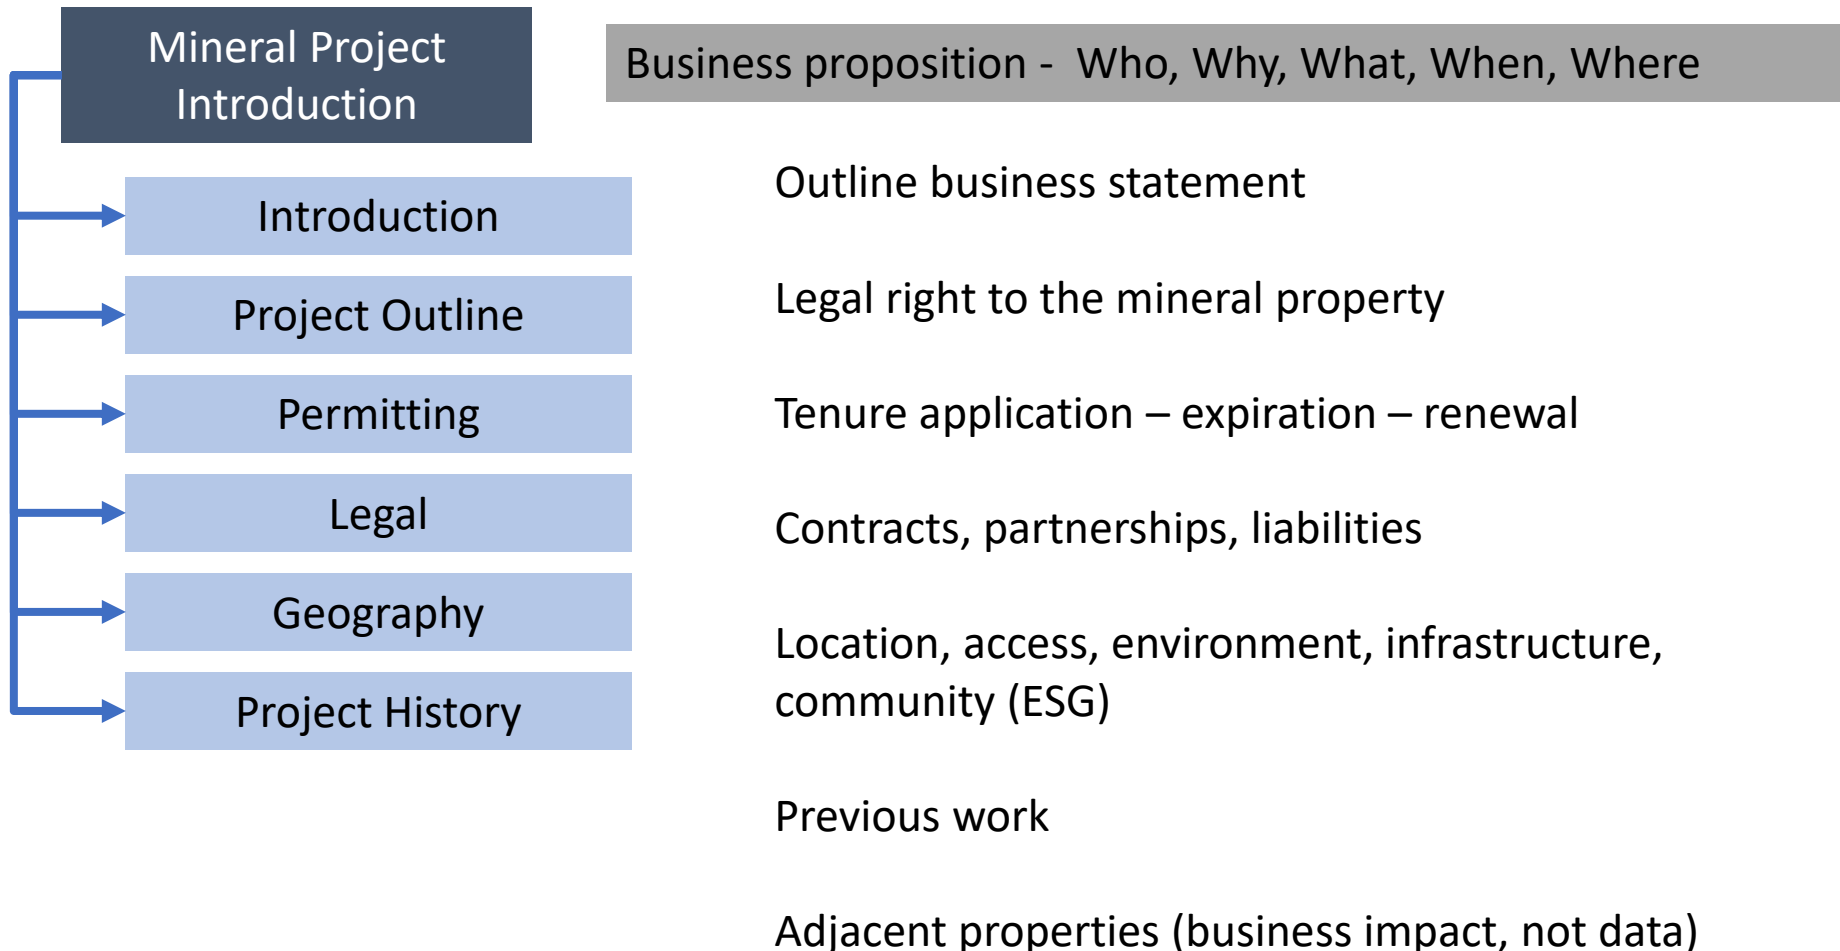 Mineral Project
Introduction
Business proposition - Who, Why, What, When, Where
Introduction
Project Outline
Permitting
Legal
Geography
Project History
Outline business statement
Legal right to the mineral property
Tenure application – expiration – renewal
Contracts, partnerships, liabilities
Location, access, environment, infrastructure,
community (ESG)
Previous work
Adjacent properties (business impact, not data)